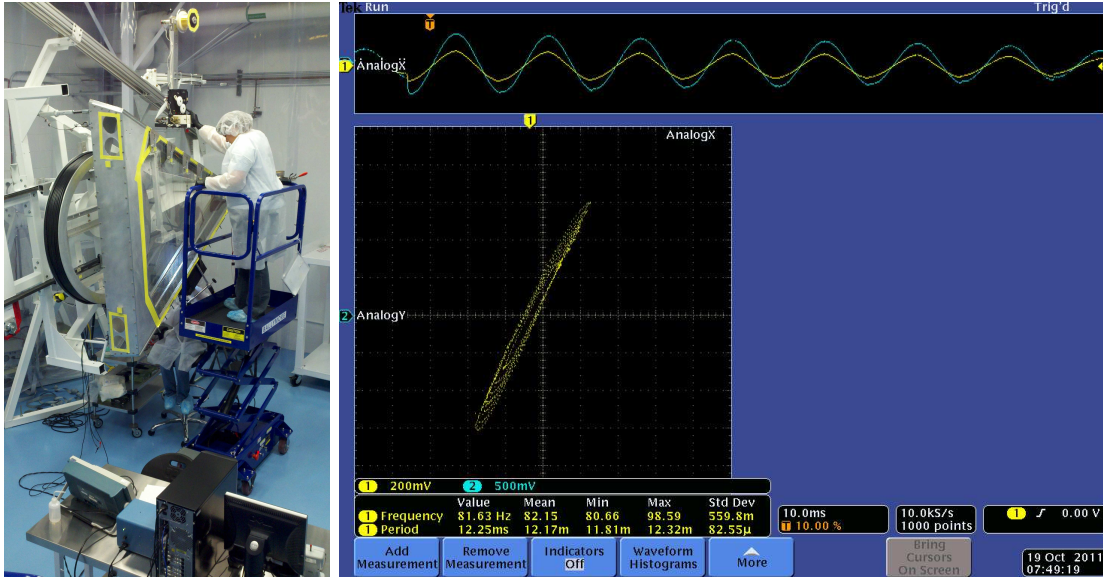 Tek Run Trig'd
T
1 AnalogX
1
AnalogX
2 AnalogY
1 200mV 2 500mV
Value Mean Min Max Std Dev
1 Frequency 81.63 Hz 82.15 80.66 98.59 559.8m
1 Period 12.25ms 12.17m 11.81m 12.32m 82.55µ
10.0ms
T 10.00 %
10.0kS/s
1000 points
1 0.00 V
Add
Measurement
Remove
Measurement
Indicators
Off
Waveform
Histograms
More
Bring
Cursors
On Screen
19 Oct 2011
07:49:19